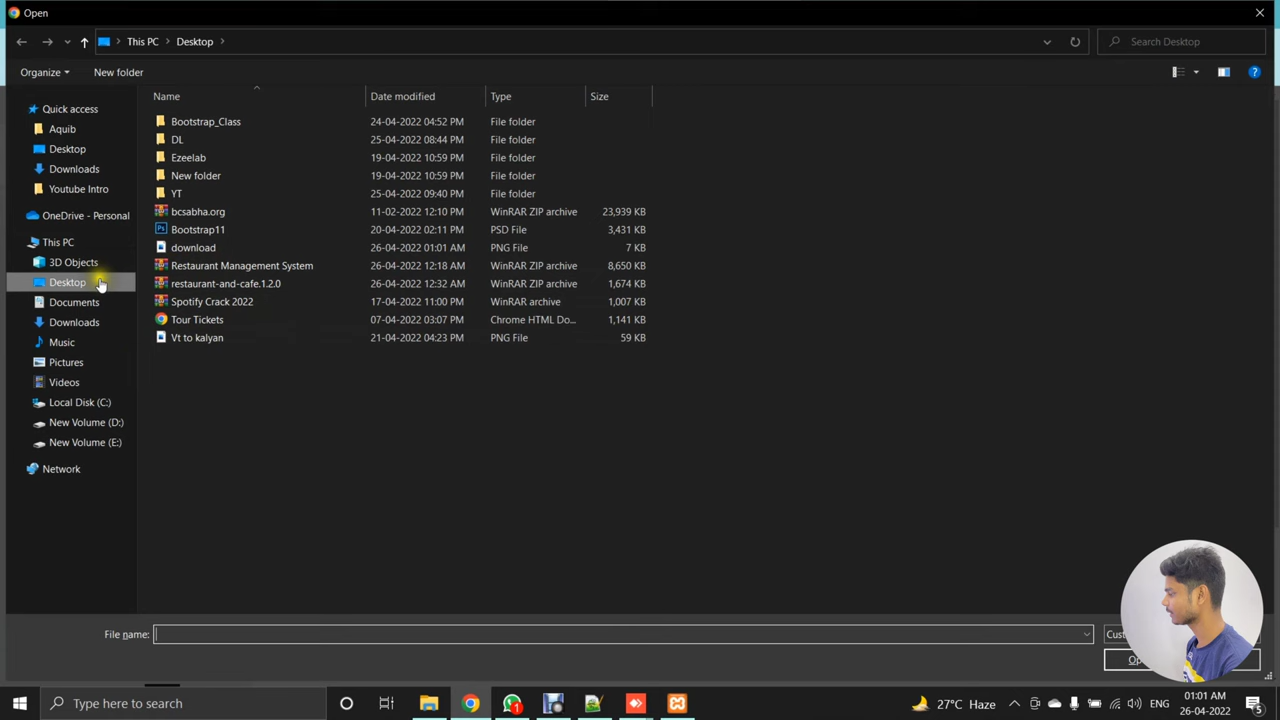 Open
This PC > Desktop >
Search Desktop
Organize
New folder
Name
Date modified
Type
Size
Quick access
Aquib
Desktop
Downloads
Youtube Intro
OneDrive - Personal
This PC
3D Objects
Desktop
Documents
Downloads
Music
Pictures
Videos
Local Disk (C:)
New Volume (D:)
New Volume (E:)
Network
Bootstrap_Class 24-04-2022 04:52 PM File folder
DL 25-04-2022 08:44 PM File folder
Ezeelab 19-04-2022 10:59 PM File folder
New folder 19-04-2022 10:59 PM File folder
YT 25-04-2022 09:40 PM File folder
bcsabha.org 11-02-2022 12:10 PM WinRAR ZIP archive 23,939 KB
Bootstrap11 20-04-2022 02:11 PM PSD File 3,431 KB
download 26-04-2022 01:01 AM PNG File 7 KB
Restaurant Management System 26-04-2022 12:18 AM WinRAR ZIP archive 8,650 KB
restaurant-and-cafe.1.2.0 26-04-2022 12:32 AM WinRAR ZIP archive 1,674 KB
Spotify Crack 2022 17-04-2022 11:00 PM WinRAR archive 1,007 KB
Tour Tickets 07-04-2022 03:07 PM Chrome HTML Do... 1,141 KB
Vt to kalyan 21-04-2022 04:23 PM PNG File 59 KB
File name:
Type here to search
27°C Haze
ENG
01:01 AM
26-04-2022
5